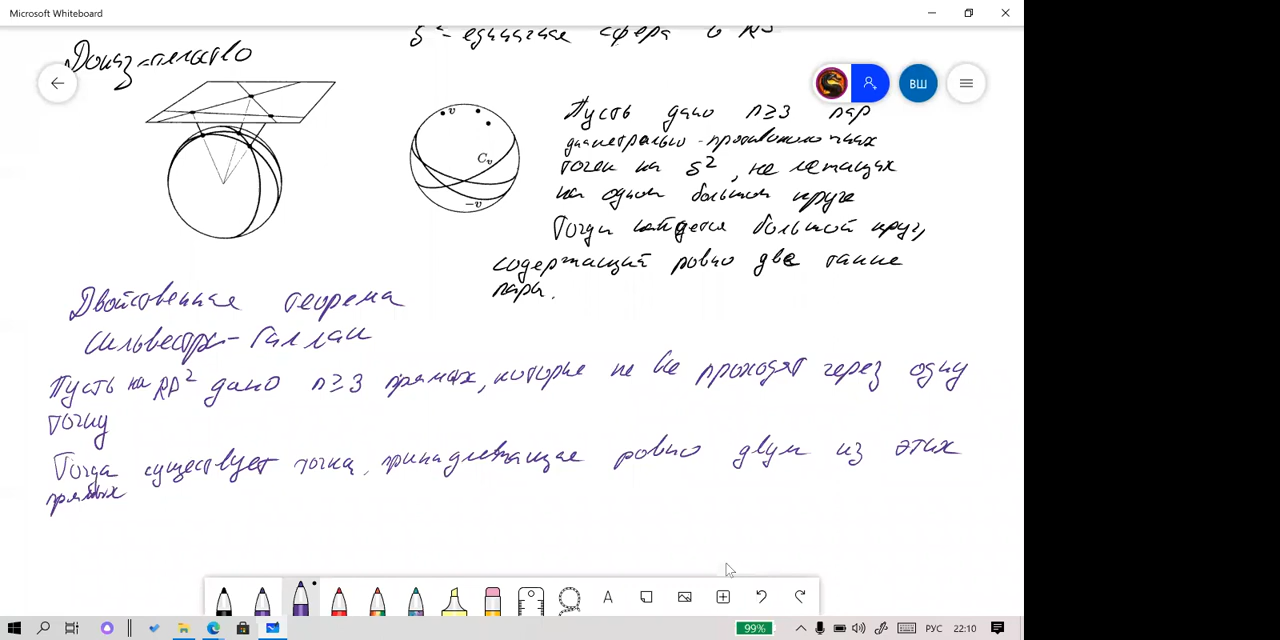 Microsoft Whiteboard
S²-единичная сфера в R³
Доказ-тельство
ВШ
Пусть дано n≥3 пар
диаметрально-противоположных
точек на S², не лежащих
на одном большом круге
Тогда найдется большой круг,
содержащий ровно две такие
пары.
v
C_v
-v
Двойственная теорема
Сильвестра-Галлаи
Пусть на RP² дано n≥3 прямых, которые не все проходят через одну
точку
Тогда существует точка, принадлежащая ровно двум из этих
прямых
A
99%
РУС
22:10